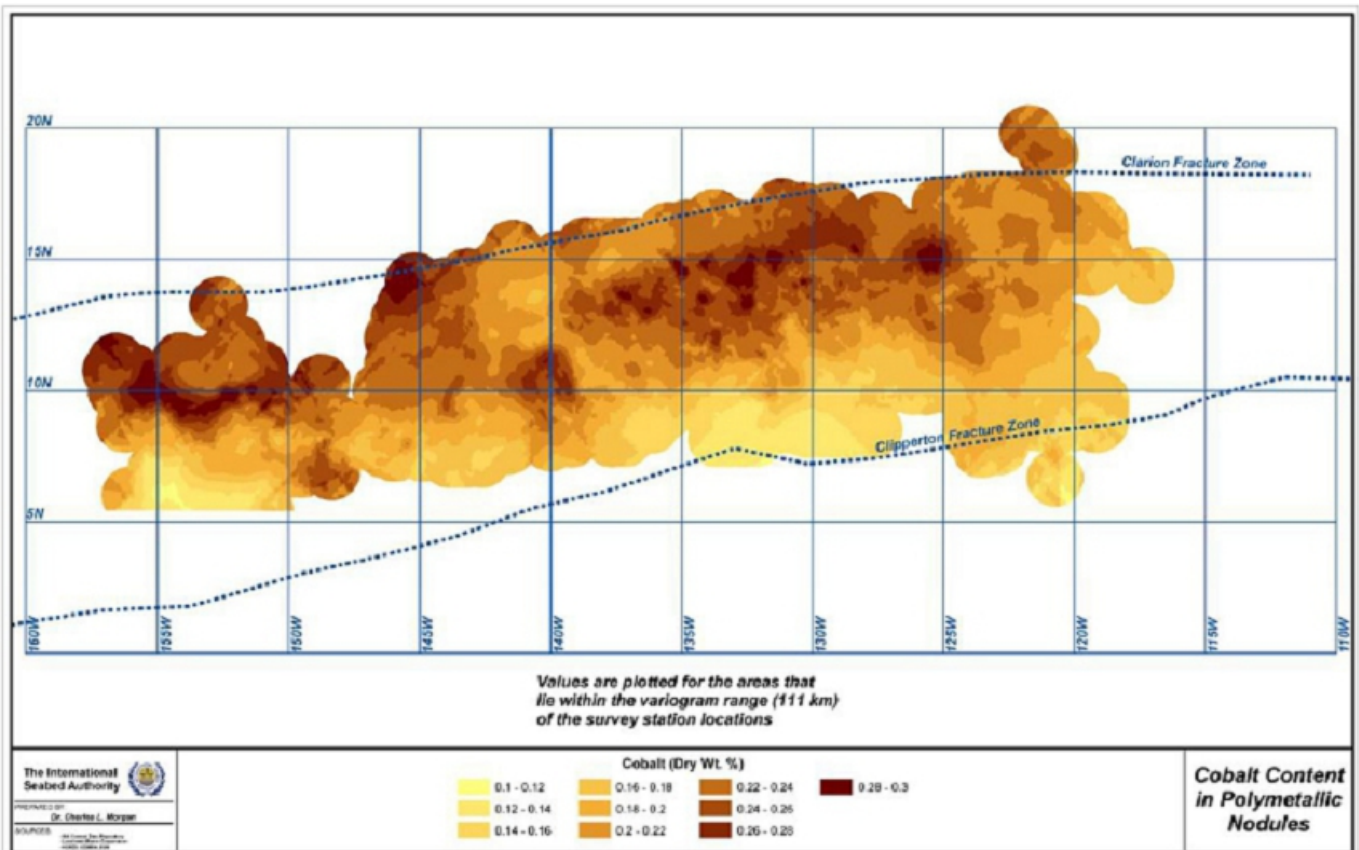 20N
Clarion Fracture Zone
15N
10N
Clipperton Fracture Zone
5N
160W
155W
150W
145W
140W
135W
130W
125W
120W
115W
110W
Values are plotted for the areas that
lie within the variogram range (111 km)
of the survey station locations
The International
Seabed Authority
PREPARED BY
Dr. Charles L. Morgan
SOURCES
Cobalt (Dry Wt. %)
0.1 - 0.12
0.12 - 0.14
0.14 - 0.16
0.16 - 0.18
0.18 - 0.2
0.2 - 0.22
0.22 - 0.24
0.24 - 0.26
0.26 - 0.28
0.28 - 0.3
Cobalt Content
in Polymetallic
Nodules